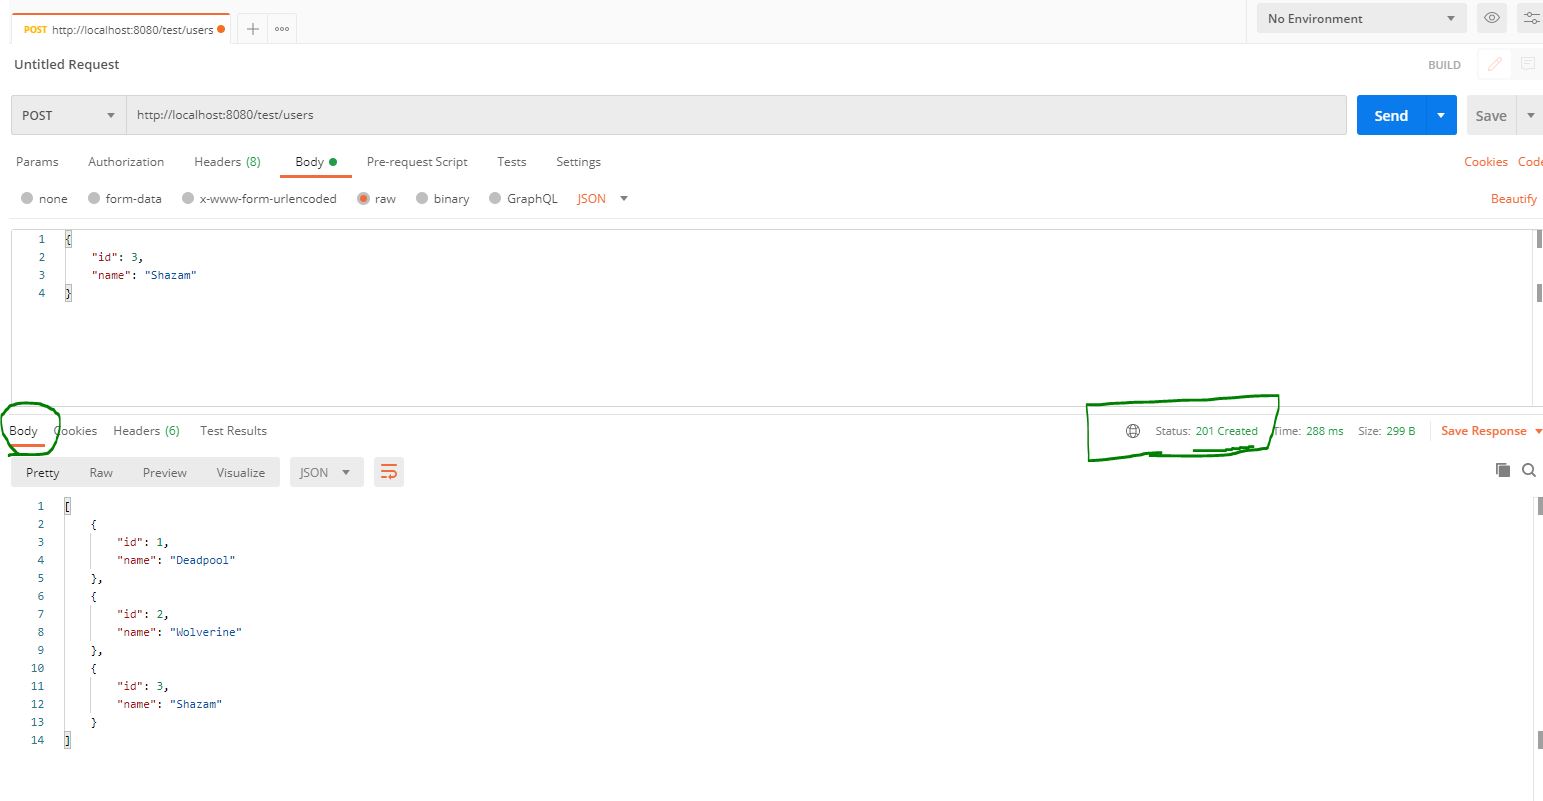 POST http://localhost:8080/test/users
No Environment
Untitled Request
BUILD
POST http://localhost:8080/test/users Send Save
Params Authorization Headers (8) Body Pre-request Script Tests Settings Cookies Code
none form-data x-www-form-urlencoded raw binary GraphQL JSON Beautify
1 {
2 "id": 3,
3 "name": "Shazam"
4 }
Body Cookies Headers (6) Test Results Status: 201 Created Time: 288 ms Size: 299 B Save Response
Pretty Raw Preview Visualize JSON
1 [
2 {
3 "id": 1,
4 "name": "Deadpool"
5 },
6 {
7 "id": 2,
8 "name": "Wolverine"
9 },
10 {
11 "id": 3,
12 "name": "Shazam"
13 }
14 ]